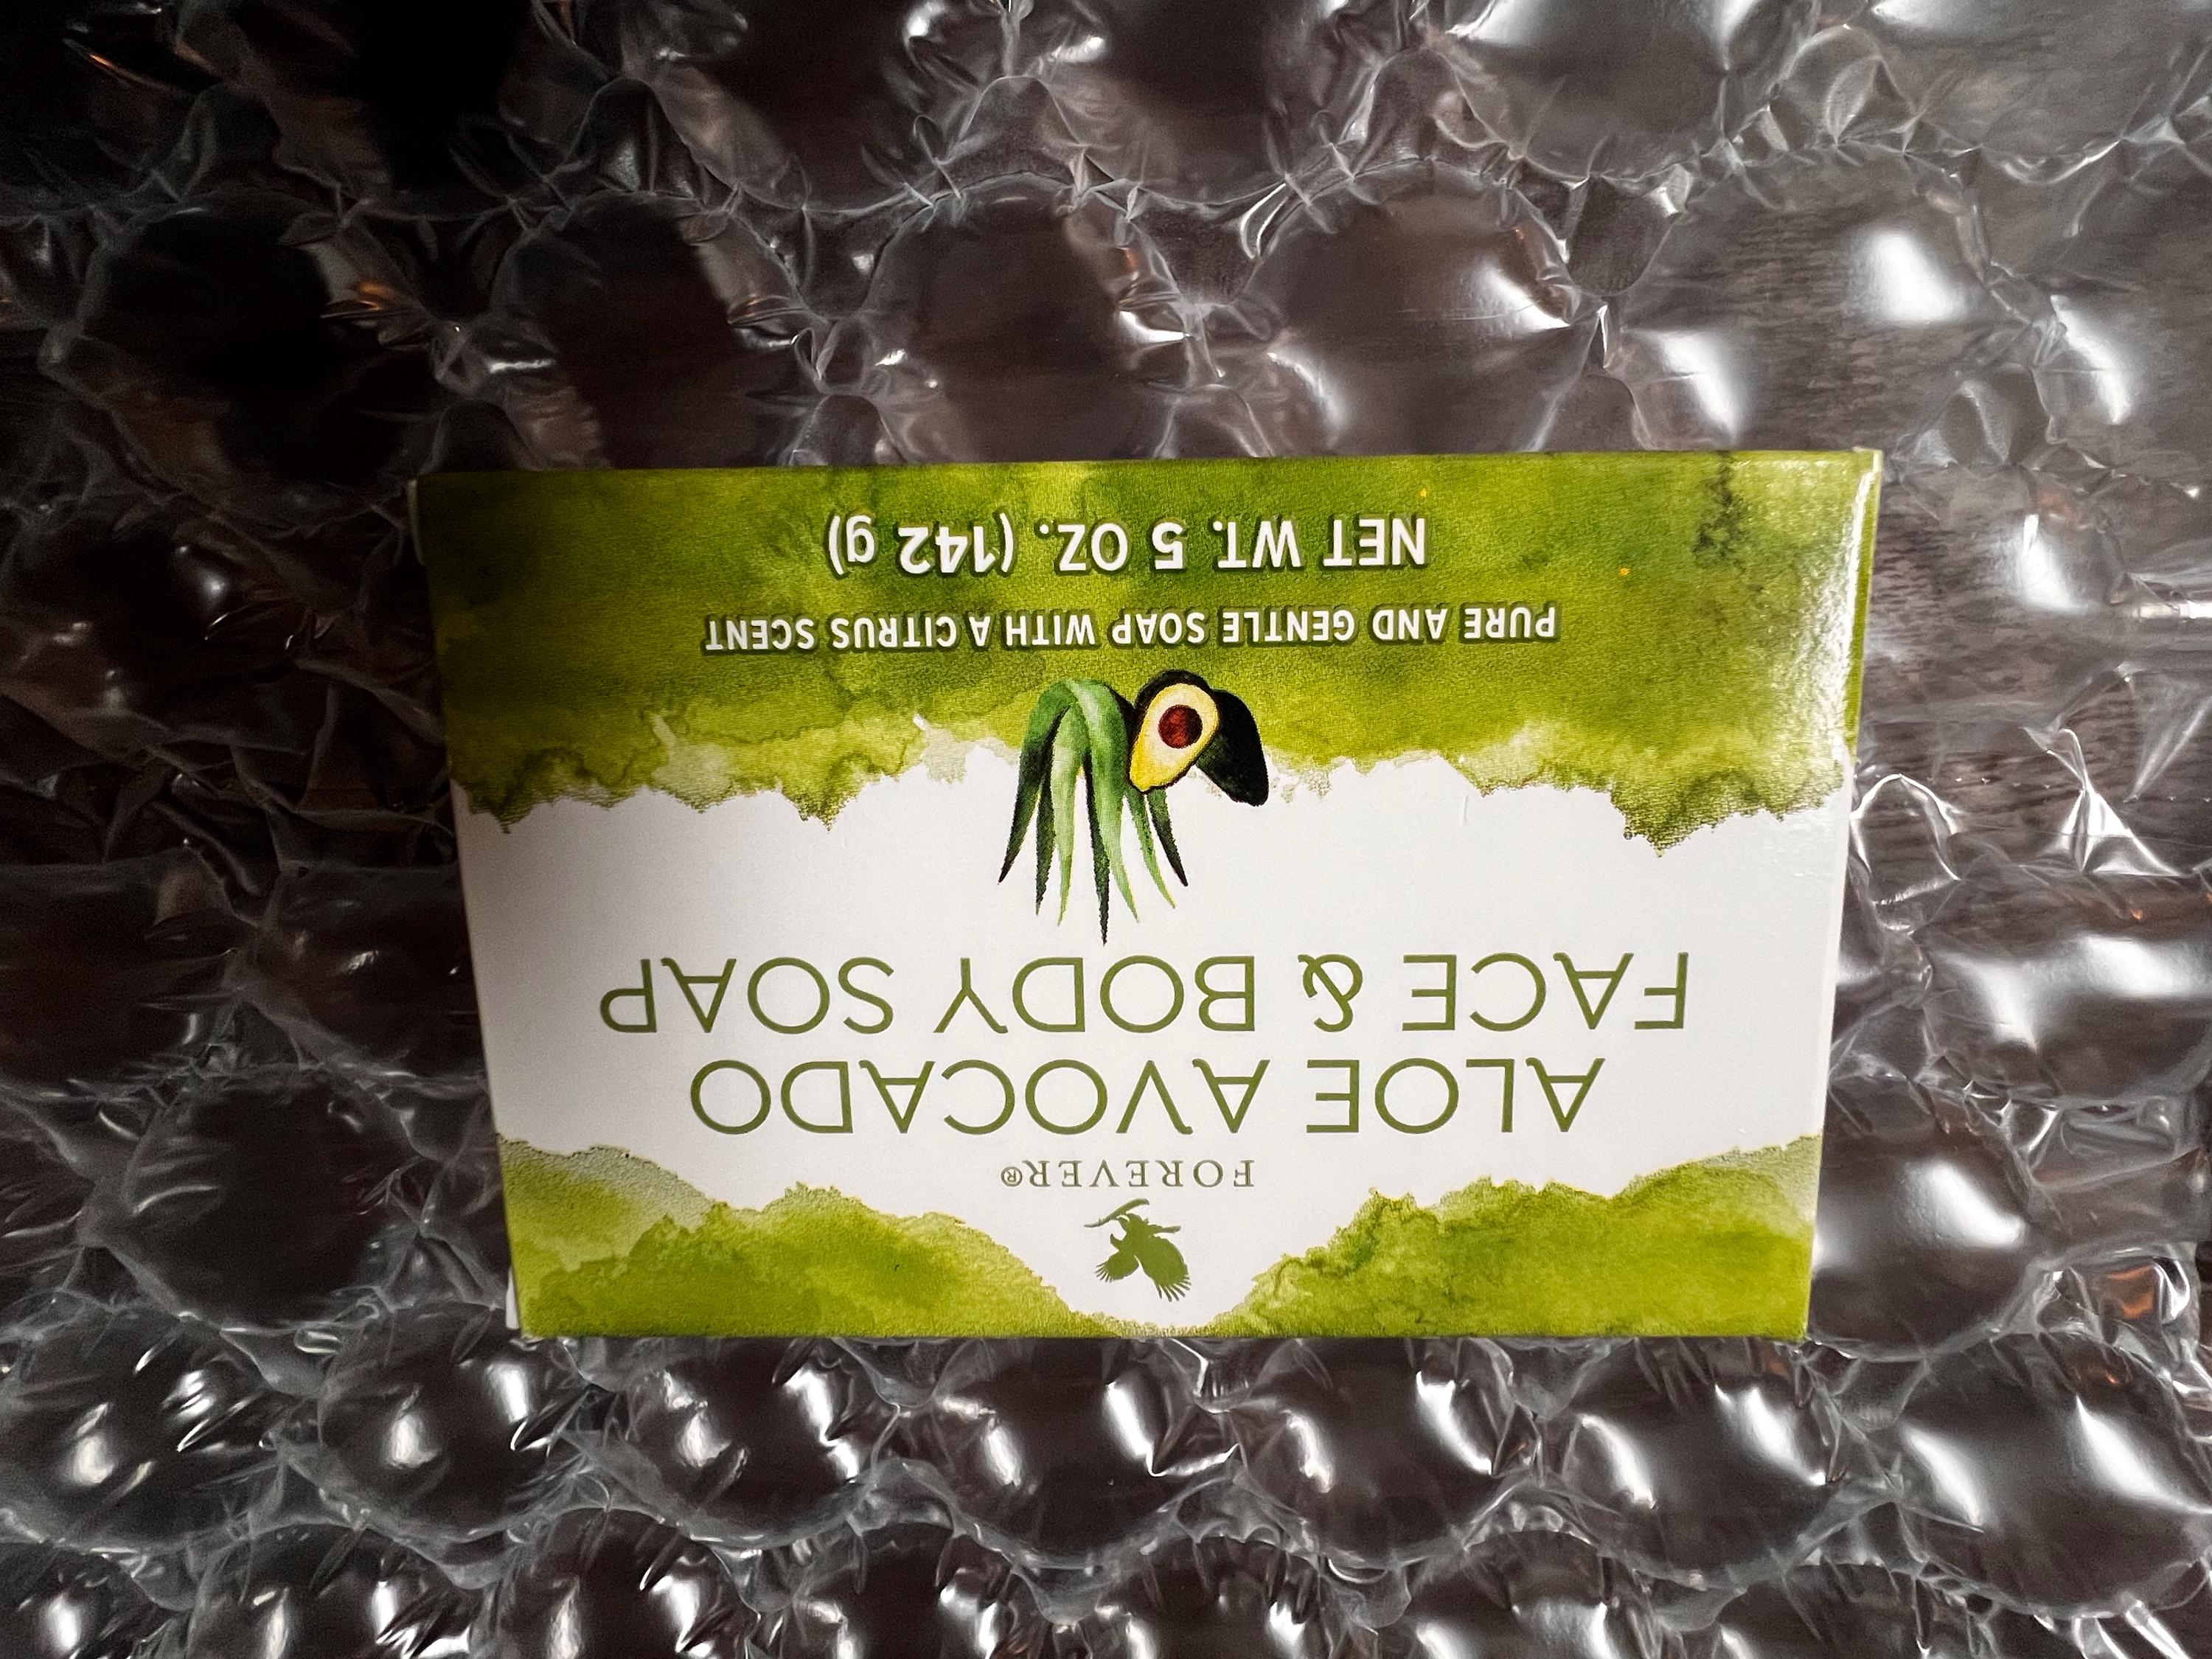 FOREVER®
ALOE AVOCADO
FACE & BODY SOAP
PURE AND GENTLE SOAP WITH A CITRUS SCENT
NET WT. 5 OZ. (142 g)